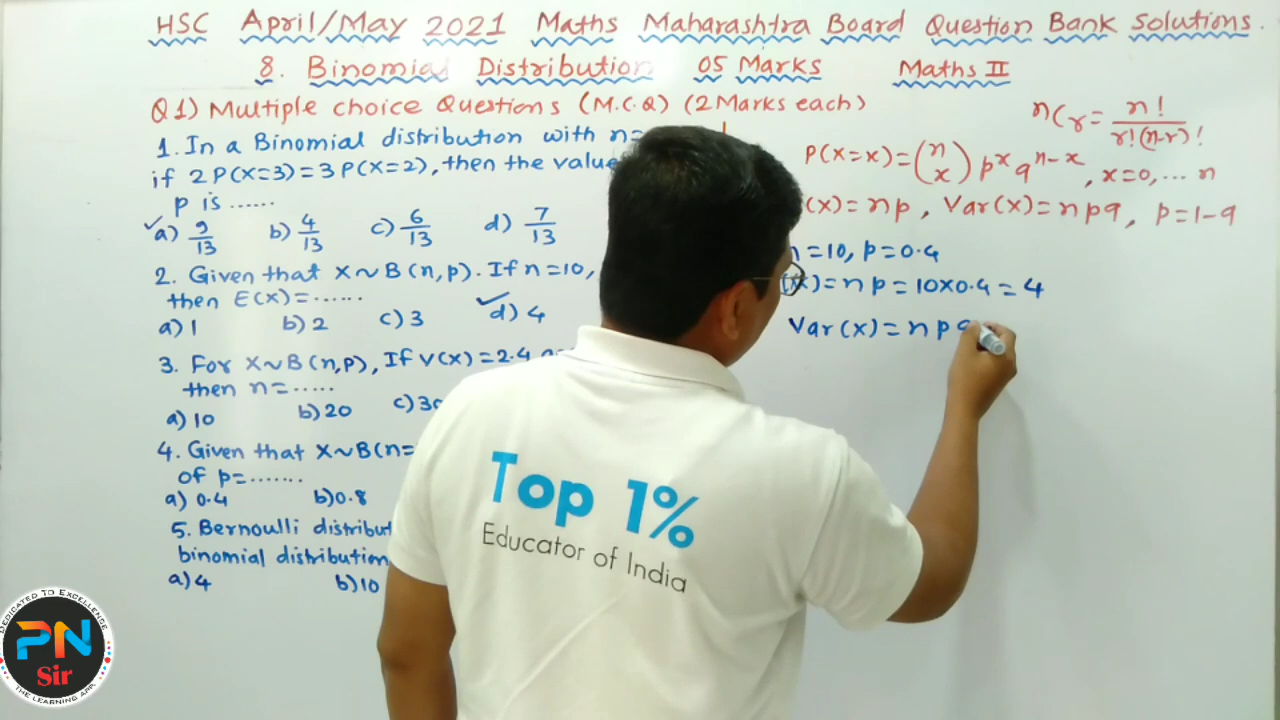 HSC April/May 2021 Maths Maharashtra Board Question Bank Solutions.
8. Binomial Distribution 05 Marks Maths II
Q1) Multiple choice Questions (M.C.Q) (2 Marks each)
1. In a Binomial distribution with n=
if 2P(X=3)=3P(X=2), then the value
p is ......
a) 9/13 b) 4/13 c) 6/13 d) 7/13
2. Given that X~B(n,p). If n=10,
then E(X)=......
a) 1 b) 2 c) 3 d) 4
3. For X~B(n,p), If V(X)=2.4
then n=.....
a) 10 b) 20 c)
4. Given that X~B(n=
of p=.......
a) 0.4 b) 0.8
5. Bernoulli
binomial distribution
a) 4 b) 10
nCr = n!/r!(n-r)!
P(X=x)=(n x) p^x q^(n-x), x=0,... n
(X)=np, Var(X)=npq, p=1-q
=10, p=0.4
(X)=np=10×0.4=4
Var(X)=np
Top 1%
Educator of India
DEDICATED TO EXCELLENCE
PN
Sir
THE LEARNING APP